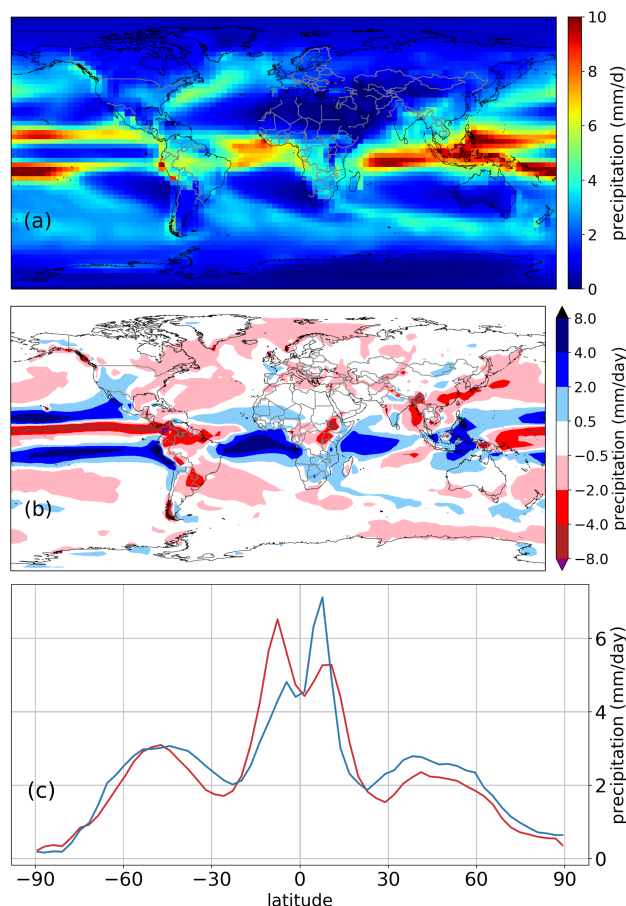 10
8
6
4
2
0
precipitation (mm/d)
(a)
8.0
4.0
2.0
0.5
−0.5
−2.0
−4.0
−8.0
precipitation (mm/day)
(b)
6
4
2
0
precipitation (mm/day)
(c)
−90 −60 −30 0 30 60 90
latitude